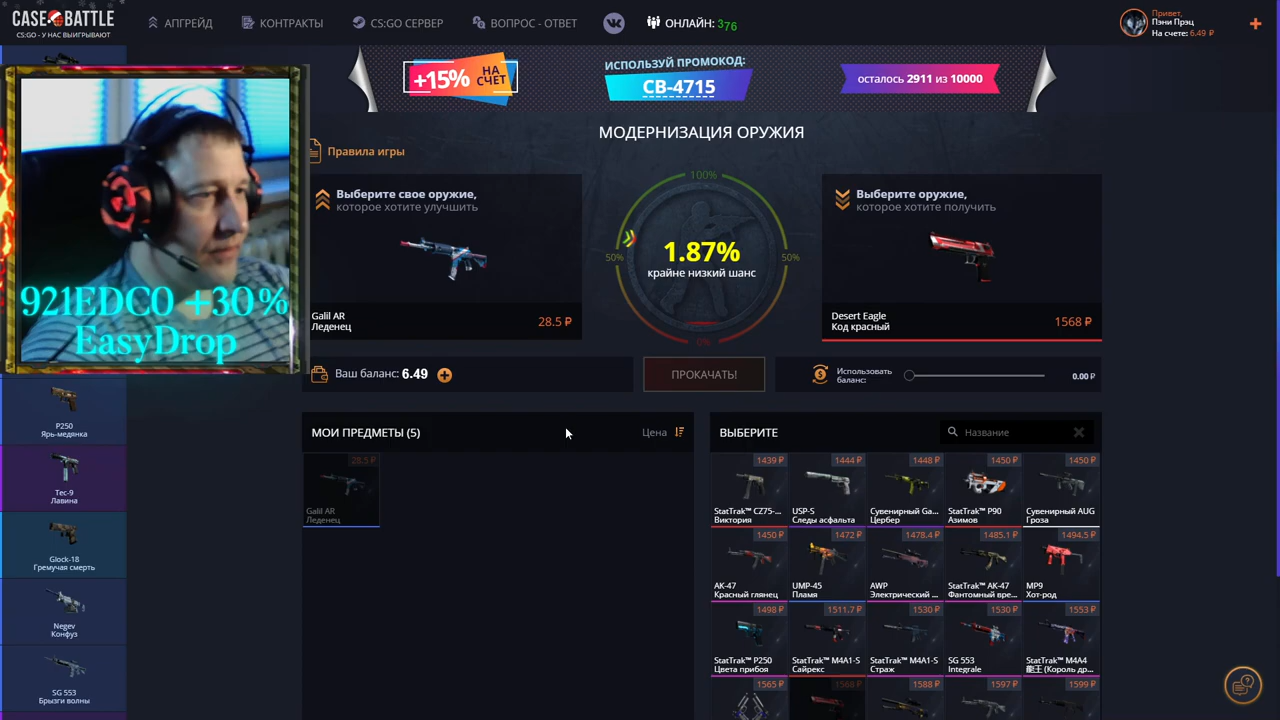 CASE BATTLE
CS:GO - У НАС ВЫИГРЫВАЮТ
АПГРЕЙД
КОНТРАКТЫ
CS:GO СЕРВЕР
ВОПРОС - ОТВЕТ
ОНЛАЙН: 376
Привет,
Пэни Прэц
На счете: 6.49 ₽
+15% НА СЧЕТ
ИСПОЛЬЗУЙ ПРОМОКОД:
CB-4715
осталось 2911 из 10000
МОДЕРНИЗАЦИЯ ОРУЖИЯ
Правила игры
Выберите свое оружие,
которое хотите улучшить
Galil AR
Леденец
28.5 ₽
100%
50%
1.87%
крайне низкий шанс
50%
0%
Выберите оружие,
которое хотите получить
Desert Eagle
Код красный
1568 ₽
921EDC0 +30%
EasyDrop
Ваш баланс: 6.49
ПРОКАЧАТЬ!
Использовать
баланс:
0.00 ₽
P250
Ярь-медянка
Tec-9
Лавина
Glock-18
Гремучая смерть
Negev
Конфуз
SG 553
Брызги волны
МОИ ПРЕДМЕТЫ (5)
Цена
28.5 ₽
Galil AR
Леденец
ВЫБЕРИТЕ
Название
1439 ₽
StatTrak™ CZ75-...
Виктория
1444 ₽
USP-S
Следы асфальта
1448 ₽
Сувенирный Ga...
Цербер
1450 ₽
StatTrak™ P90
Азимов
1450 ₽
Сувенирный AUG
Гроза
1450 ₽
AK-47
Красный глянец
1472 ₽
UMP-45
Пламя
1478.4 ₽
AWP
Электрический ...
1485.1 ₽
StatTrak™ AK-47
Фантомный вре...
1494.5 ₽
MP9
Хот-род
1498 ₽
StatTrak™ P250
Цвета прибоя
1511.7 ₽
StatTrak™ M4A1-S
Сайрекс
1530 ₽
StatTrak™ M4A1-S
Страж
1530 ₽
SG 553
Integrale
1553 ₽
StatTrak™ M4A4
龍王 (Король др...
1565 ₽
1568 ₽
1588 ₽
1597 ₽
1599 ₽